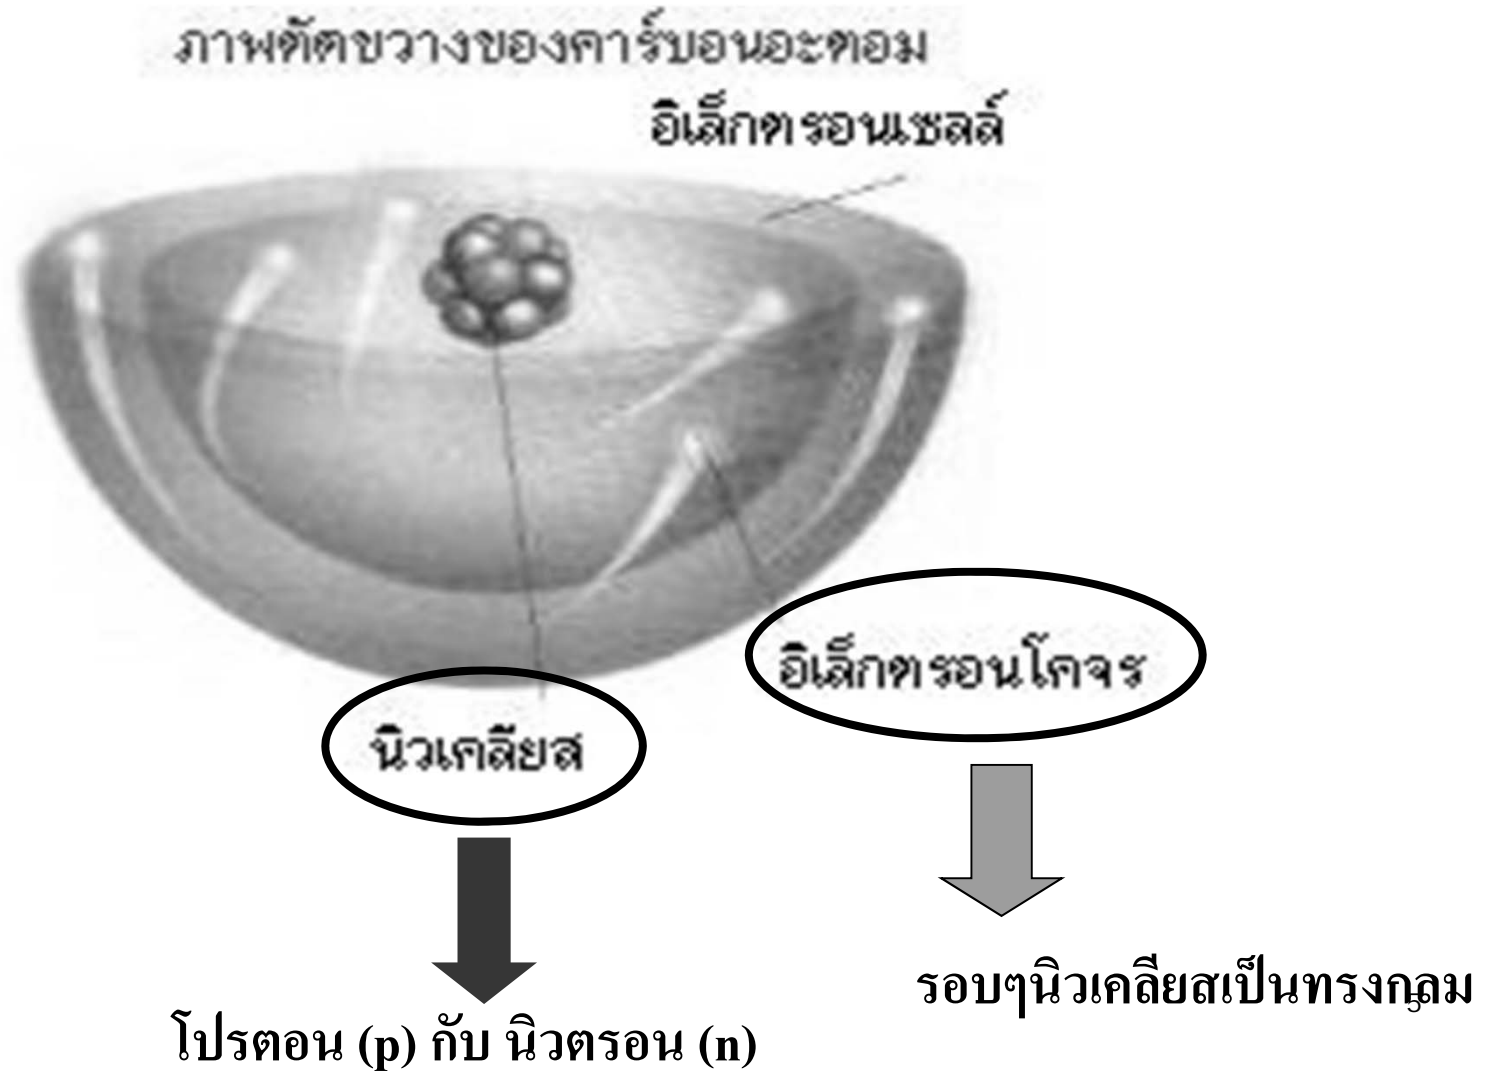 ภาพตัดขวางของคาร์บอนอะตอม
อิเล็กตรอนเซลล์
อิเล็กตรอนโคจร
นิวเคลียส
รอบๆนิวเคลียสเป็นทรงกลม
โปรตอน (p) กับ นิวตรอน (n)